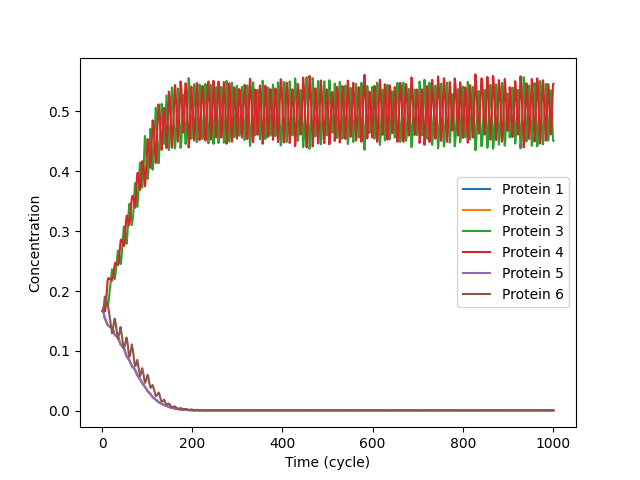 0.5
0.4
0.3
0.2
0.1
0.0
Concentration
Protein 1
Protein 2
Protein 3
Protein 4
Protein 5
Protein 6
0 200 400 600 800 1000
Time (cycle)